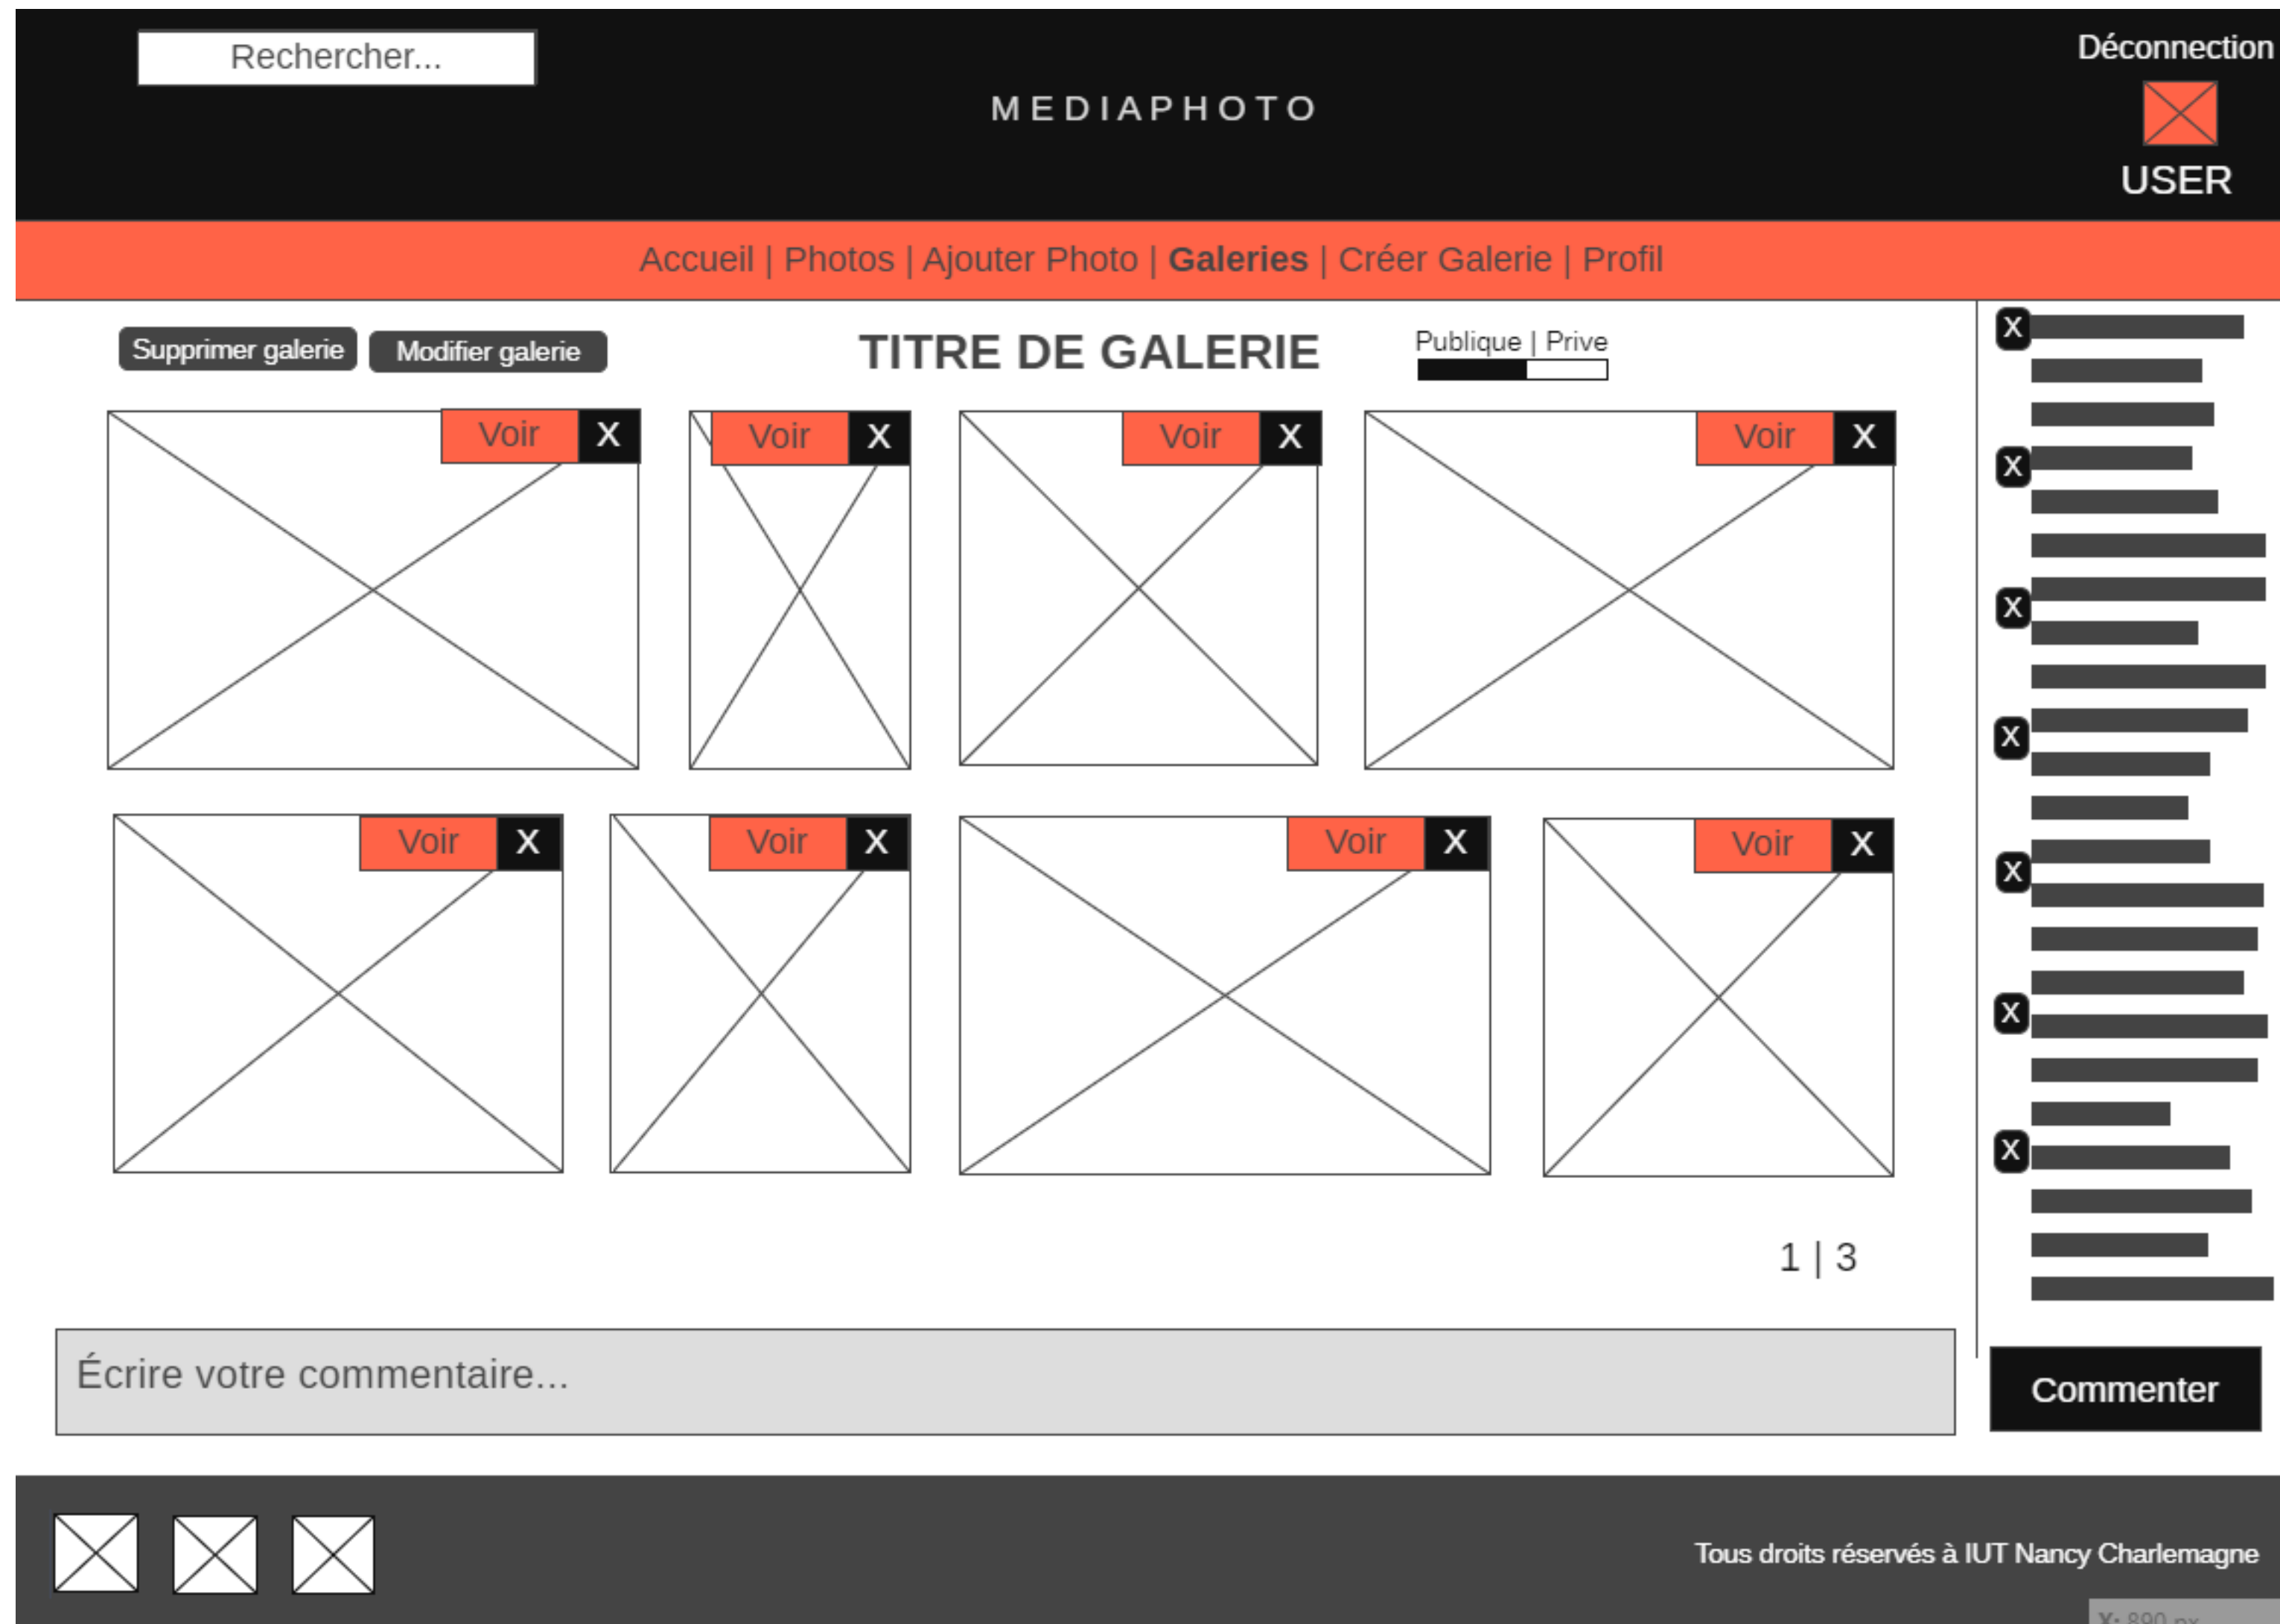 Rechercher...
Déconnection
MEDIAPHOTO
USER
Accueil | Photos | Ajouter Photo | Galeries | Créer Galerie | Profil
Supprimer galerie
Modifier galerie
TITRE DE GALERIE
Publique | Prive
X
Voir X
Voir X
Voir X
Voir X
X
X
X
Voir X
Voir X
Voir X
Voir X
X
X
X
1 | 3
Écrire votre commentaire...
Commenter
Tous droits réservés à IUT Nancy Charlemagne
X: 890 px